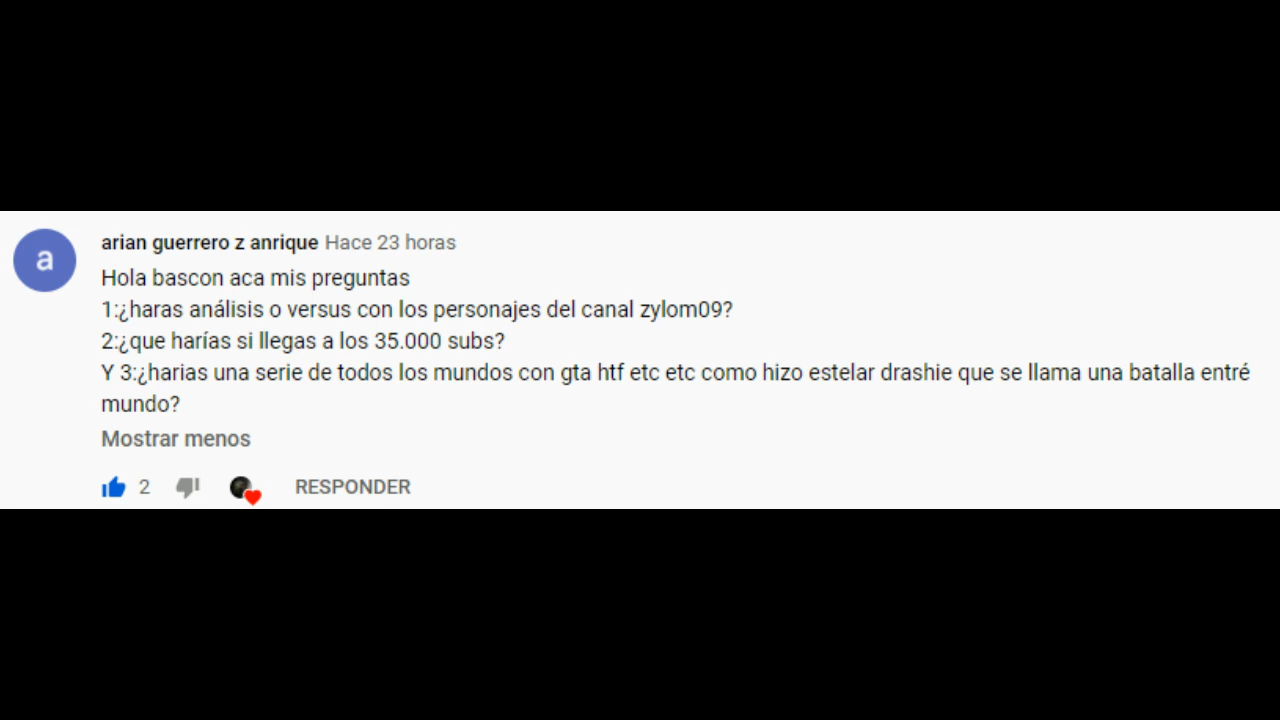 a
arian guerrero z anrique Hace 23 horas
Hola bascon aca mis preguntas
1:¿haras análisis o versus con los personajes del canal zylom09?
2:¿que harías si llegas a los 35.000 subs?
Y 3:¿harias una serie de todos los mundos con gta htf etc etc como hizo estelar drashie que se llama una batalla entré
mundo?
Mostrar menos
2 RESPONDER